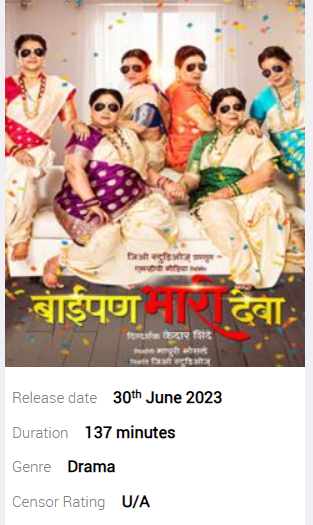 जिओ स्टुडिओज् प्रस्तुत
एमव्हीबी मीडिया निर्मित
बाईपण भारी देवा
दिग्दर्शक केदार शिंदे
निर्माती माधुरी भोसले
निर्माते जिओ स्टुडिओज्
Release date 30th June 2023
Duration 137 minutes
Genre Drama
Censor Rating U/A